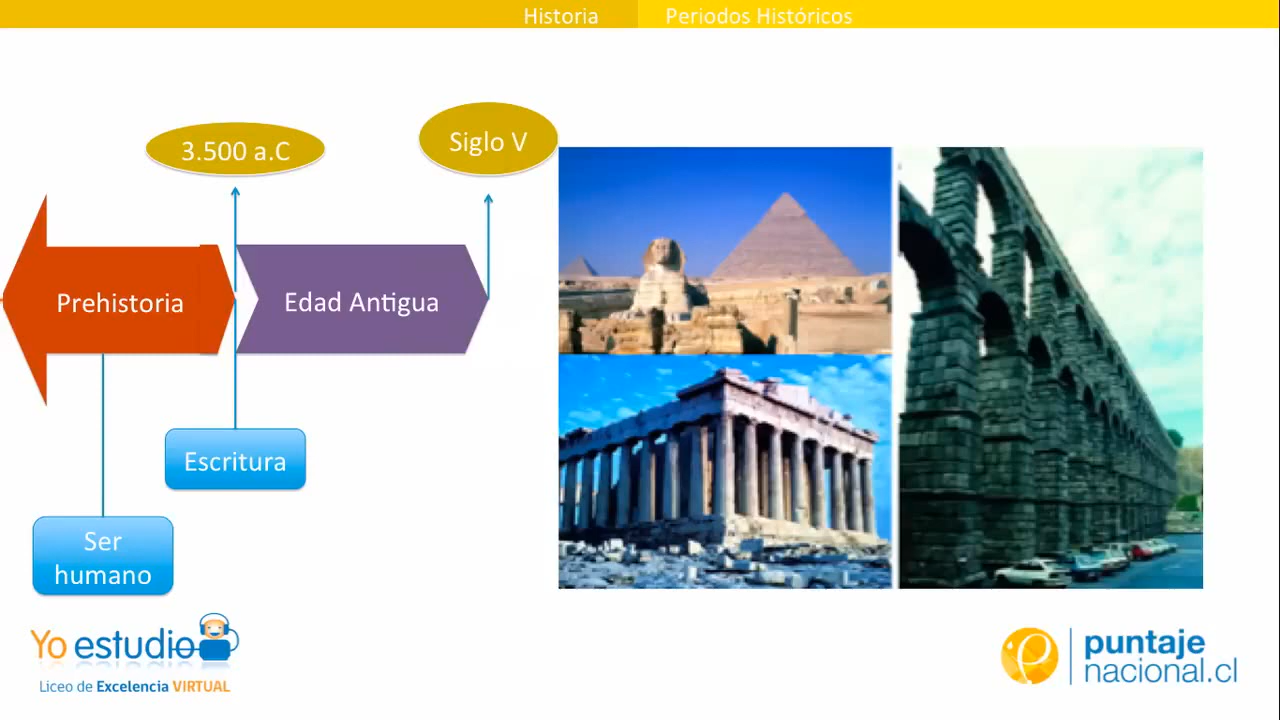 Historia
Periodos Históricos
3.500 a.C
Siglo V
Prehistoria
Edad Antigua
Escritura
Ser
humano
Yo estudio
Liceo de Excelencia VIRTUAL
puntaje
nacional.cl